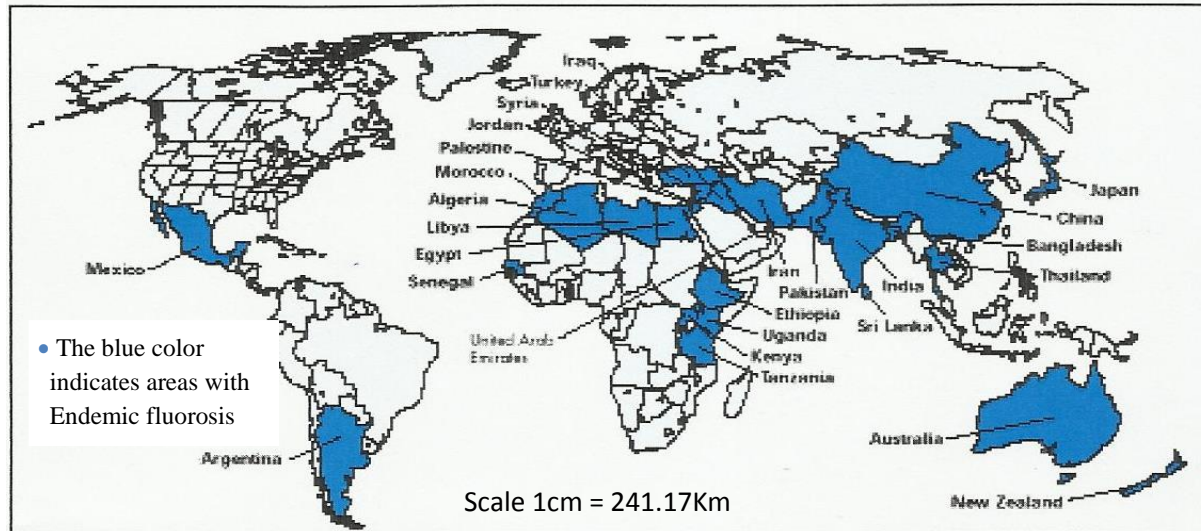 Iraq
Turkey
Syria
Jordan
Palestine
Morocco
Algeria
Libya
Egypt
Senegal
Mexico
Japan
China
Bangladesh
Thailand
Iran
Pakistan
India
Ethiopia
Sri Lanka
Uganda
United Arab
Emirates
Kenya
Tanzania
• The blue color
indicates areas with
Endemic fluorosis
Argentina
Australia
New Zealand
Scale 1cm = 241.17Km